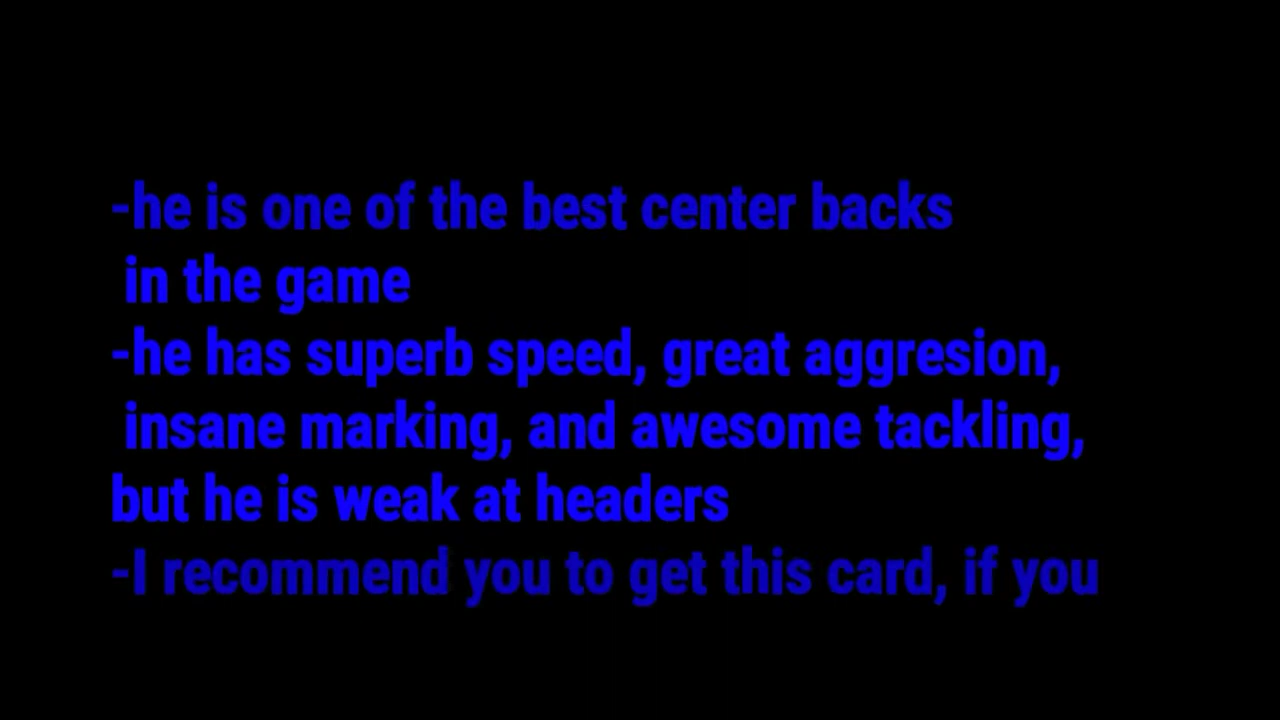 -he is one of the best center backs
in the game
-he has superb speed, great aggresion,
insane marking, and awesome tackling,
but he is weak at headers
-I recommend you to get this card, if you